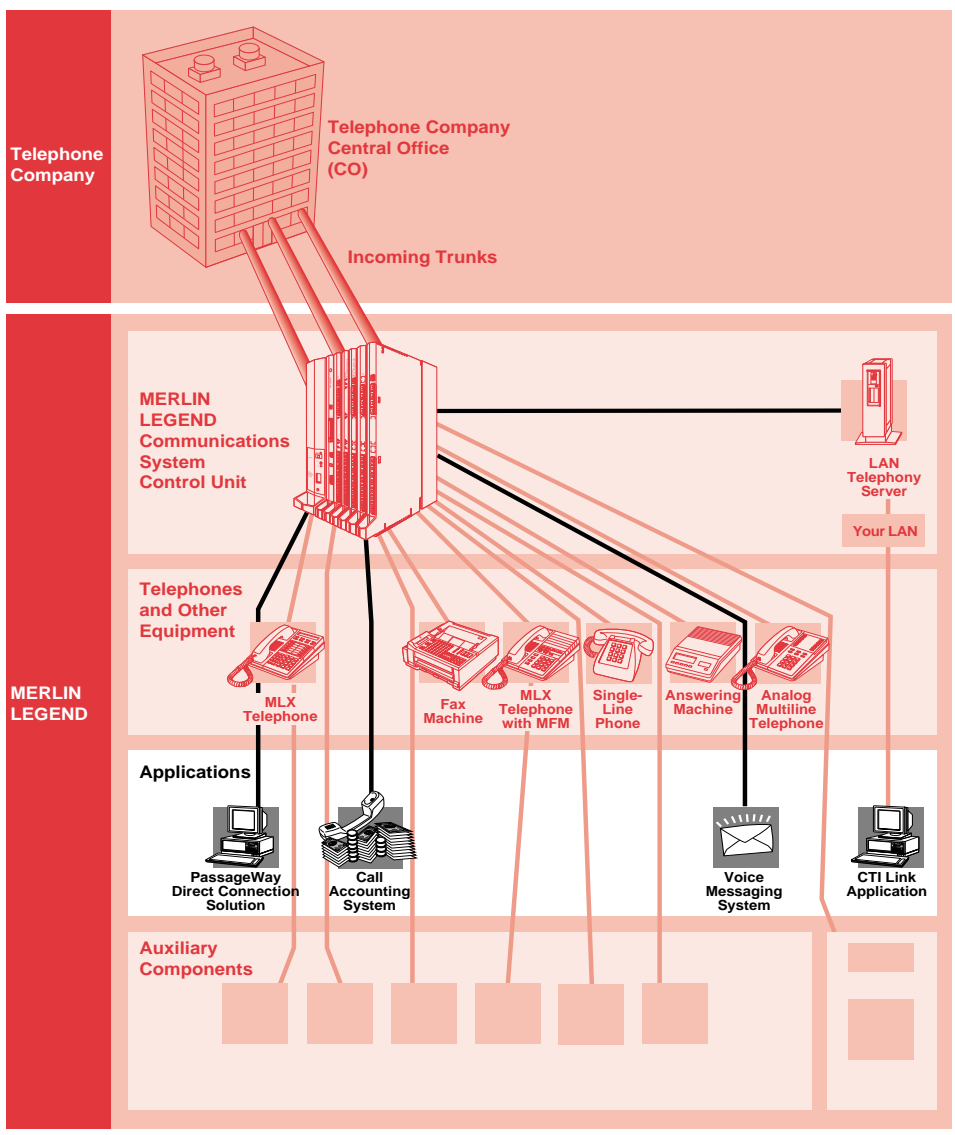 Telephone
Company
Telephone Company
Central Office
(CO)
Incoming Trunks
MERLIN
LEGEND
MERLIN
LEGEND
Communications
System
Control Unit
LAN
Telephony
Server
Your LAN
Telephones
and Other
Equipment
MLX
Telephone
Fax
Machine
MLX
Telephone
with MFM
Single-
Line
Phone
Answering
Machine
Analog
Multiline
Telephone
Applications
PassageWay
Direct Connection
Solution
Call
Accounting
System
Voice
Messaging
System
CTI Link
Application
Auxiliary
Components